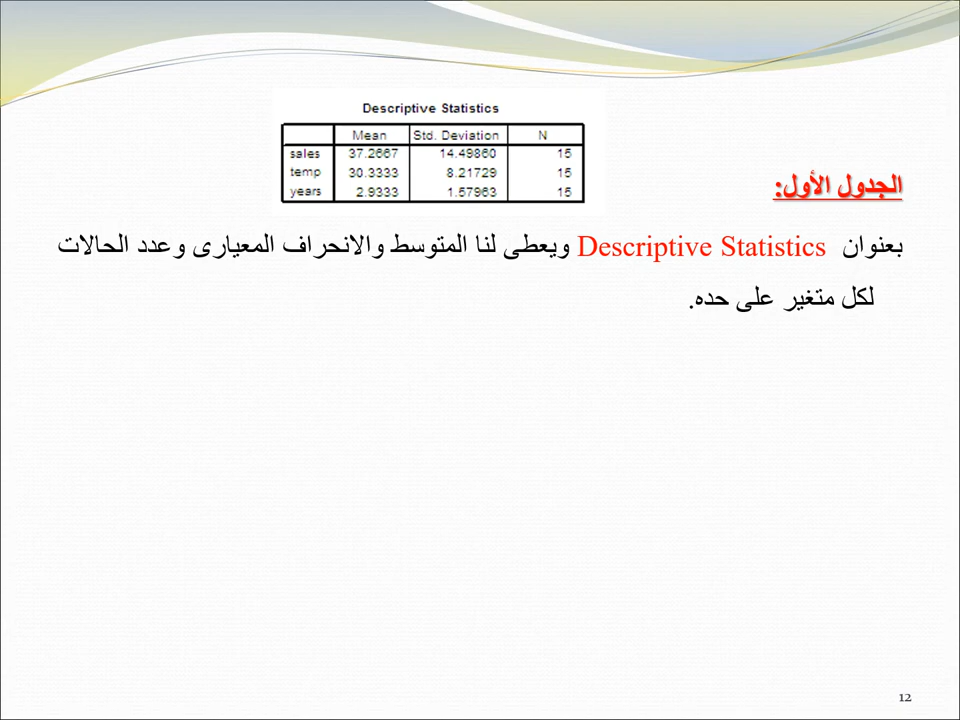 Descriptive Statistics
Mean Std. Deviation N
sales 37.2667 14.49860 15
temp 30.3333 8.21729 15
years 2.9333 1.57963 15
الجدول الأول:
بعنوان Descriptive Statistics ويعطى لنا المتوسط والانحراف المعيارى وعدد الحالات
لكل متغير على حده.
12